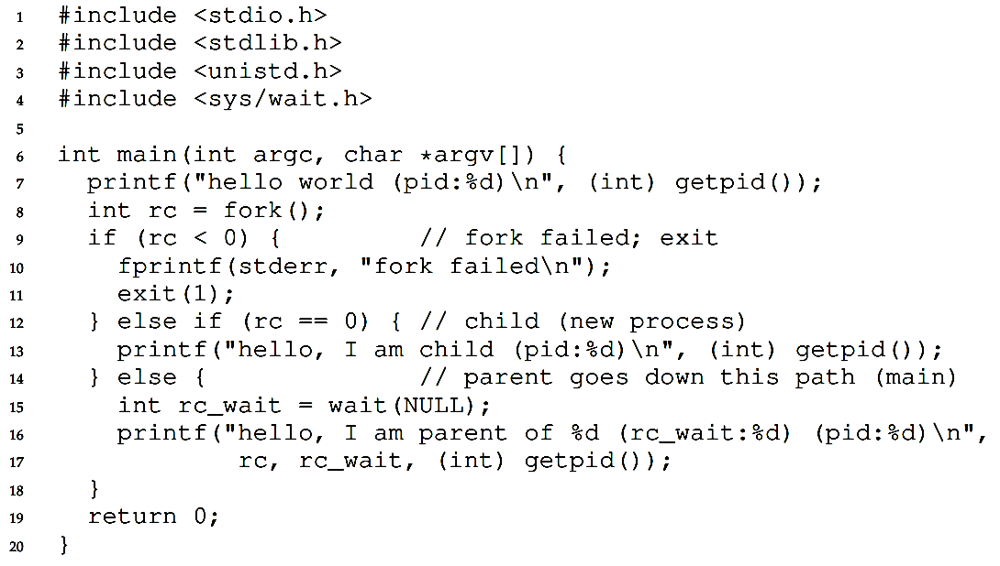 1 #include <stdio.h>
2 #include <stdlib.h>
3 #include <unistd.h>
4 #include <sys/wait.h>
5
6 int main(int argc, char *argv[]) {
7   printf("hello world (pid:%d)\n", (int) getpid());
8   int rc = fork();
9   if (rc < 0) {         // fork failed; exit
10     fprintf(stderr, "fork failed\n");
11     exit(1);
12   } else if (rc == 0) { // child (new process)
13     printf("hello, I am child (pid:%d)\n", (int) getpid());
14   } else {              // parent goes down this path (main)
15     int rc_wait = wait(NULL);
16     printf("hello, I am parent of %d (rc_wait:%d) (pid:%d)\n",
17             rc, rc_wait, (int) getpid());
18   }
19   return 0;
20 }